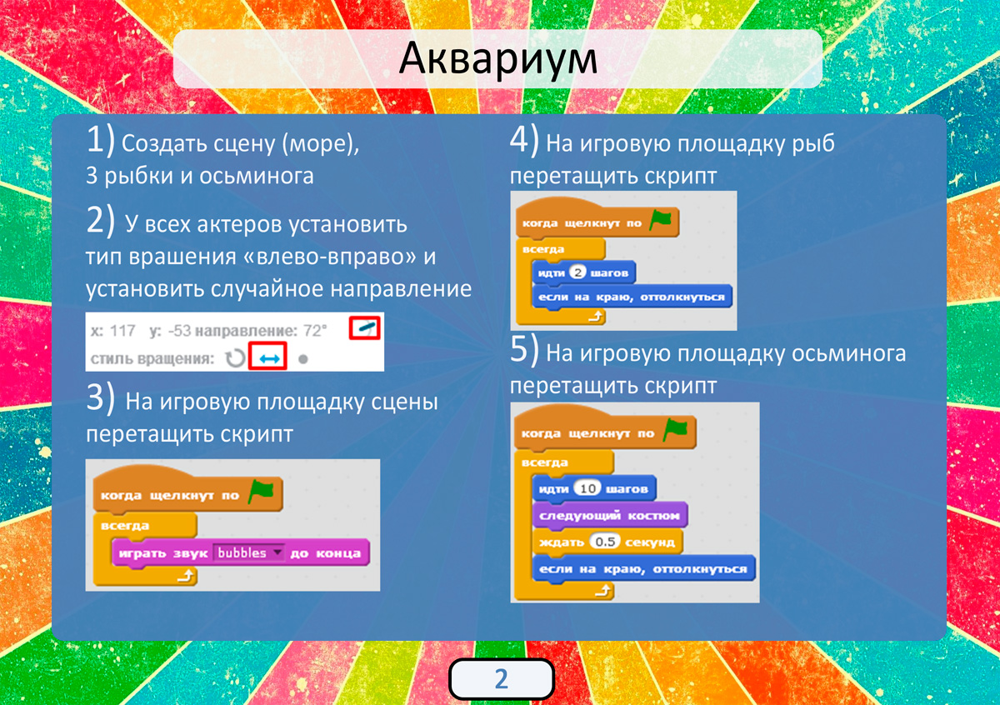 Аквариум
1) Создать сцену (море),
3 рыбки и осьминога
2) У всех актеров установить
тип врашения «влево-вправо» и
установить случайное направление
x: 117 y: -53 направление: 72°
стиль вращения:
3) На игровую площадку сцены
перетащить скрипт
когда щелкнут по
всегда
играть звук bubbles до конца
4) На игровую площадку рыб
перетащить скрипт
когда щелкнут по
всегда
идти 2 шагов
если на краю, оттолкнуться
5) На игровую площадку осьминога
перетащить скрипт
когда щелкнут по
всегда
идти 10 шагов
следующий костюм
ждать 0.5 секунд
если на краю, оттолкнуться
2